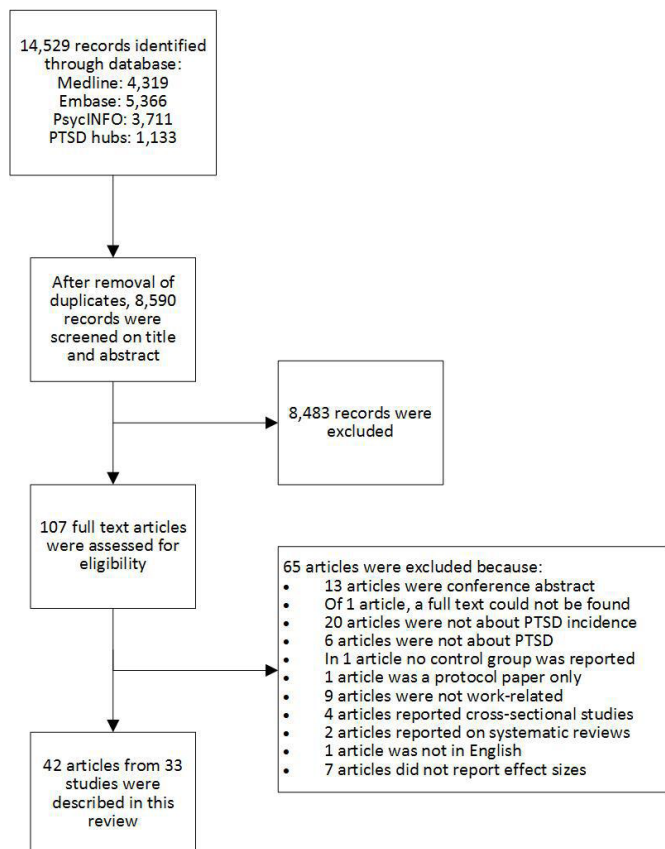 14,529 records identified
through database:
Medline: 4,319
Embase: 5,366
PsycINFO: 3,711
PTSD hubs: 1,133
After removal of
duplicates, 8,590
records were
screened on title
and abstract
8,483 records were
excluded
107 full text articles
were assessed for
eligibility
65 articles were excluded because:
• 13 articles were conference abstract
• Of 1 article, a full text could not be found
• 20 articles were not about PTSD incidence
• 6 articles were not about PTSD
• In 1 article no control group was reported
• 1 article was a protocol paper only
• 9 articles were not work-related
• 4 articles reported cross-sectional studies
• 2 articles reported on systematic reviews
• 1 article was not in English
• 7 articles did not report effect sizes
42 articles from 33
studies were
described in this
review